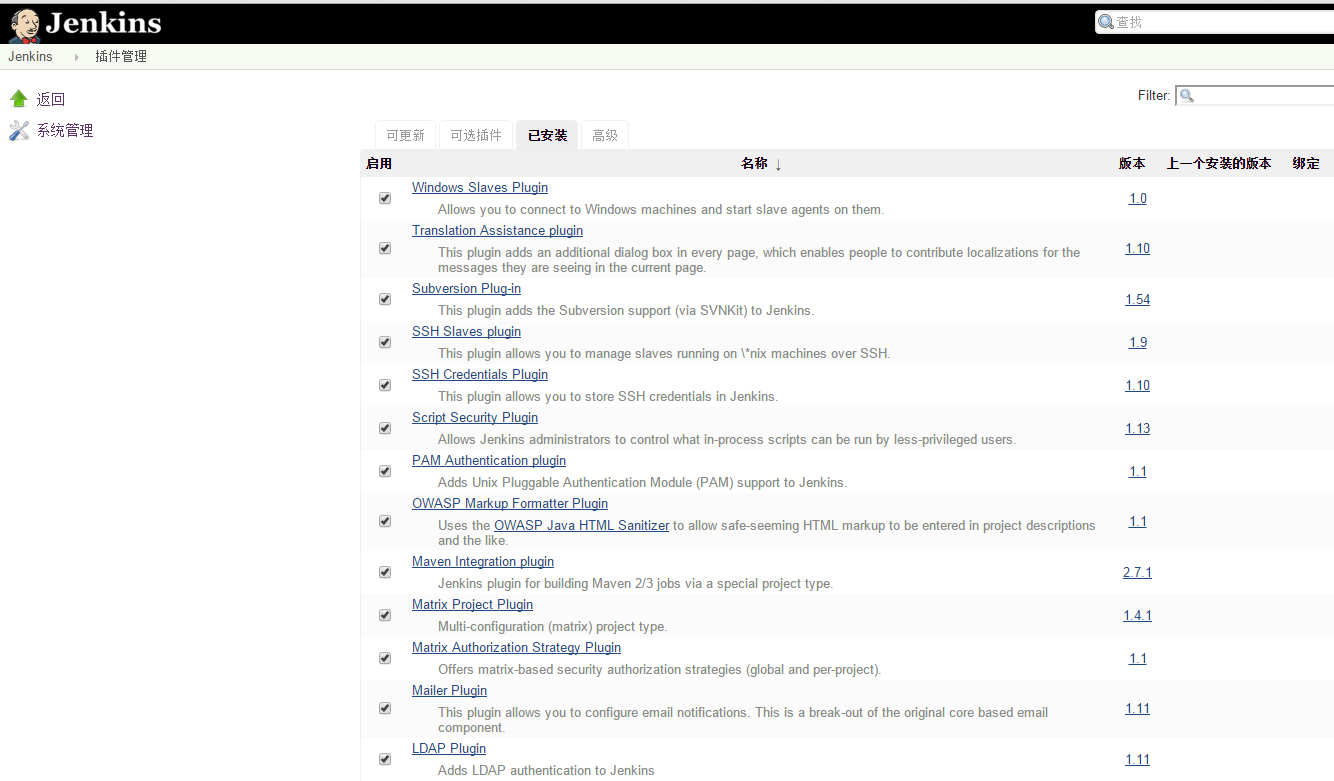 Jenkins
查找
Jenkins 插件管理
返回
Filter:
系统管理
可更新 可选插件 已安装 高级
启用 名称 ↓ 版本 上一个安装的版本 绑定
Windows Slaves Plugin
Allows you to connect to Windows machines and start slave agents on them.
1.0
Translation Assistance plugin
This plugin adds an additional dialog box in every page, which enables people to contribute localizations for the
messages they are seeing in the current page.
1.10
Subversion Plug-in
This plugin adds the Subversion support (via SVNKit) to Jenkins.
1.54
SSH Slaves plugin
This plugin allows you to manage slaves running on \*nix machines over SSH.
1.9
SSH Credentials Plugin
This plugin allows you to store SSH credentials in Jenkins.
1.10
Script Security Plugin
Allows Jenkins administrators to control what in-process scripts can be run by less-privileged users.
1.13
PAM Authentication plugin
Adds Unix Pluggable Authentication Module (PAM) support to Jenkins.
1.1
OWASP Markup Formatter Plugin
Uses the OWASP Java HTML Sanitizer to allow safe-seeming HTML markup to be entered in project descriptions
and the like.
1.1
Maven Integration plugin
Jenkins plugin for building Maven 2/3 jobs via a special project type.
2.7.1
Matrix Project Plugin
Multi-configuration (matrix) project type.
1.4.1
Matrix Authorization Strategy Plugin
Offers matrix-based security authorization strategies (global and per-project).
1.1
Mailer Plugin
This plugin allows you to configure email notifications. This is a break-out of the original core based email
component.
1.11
LDAP Plugin
Adds LDAP authentication to Jenkins
1.11